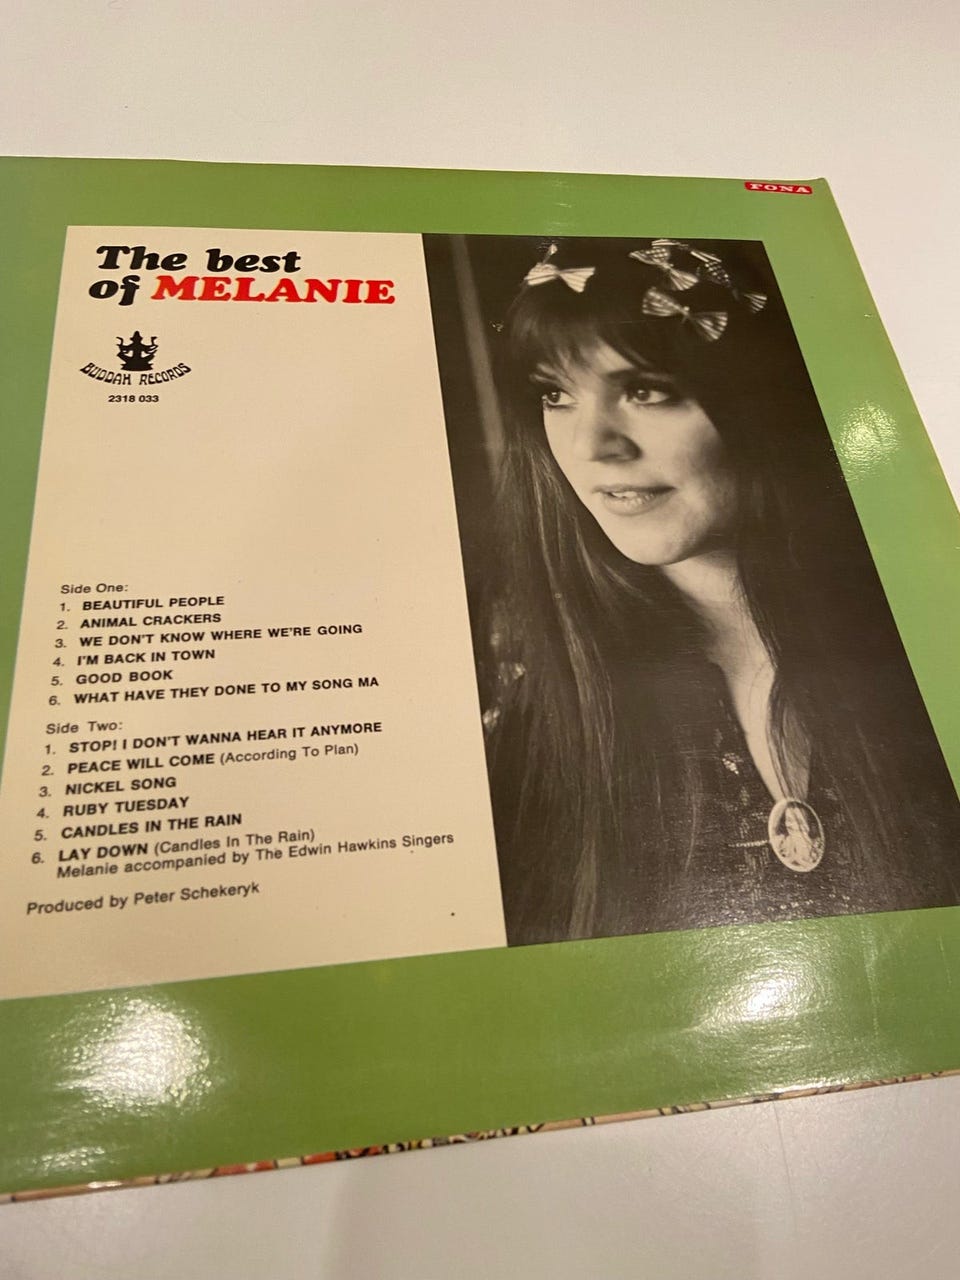 FONA
The best
of MELANIE
BUDDAH RECORDS
2318 033
Side One:
1. BEAUTIFUL PEOPLE
2. ANIMAL CRACKERS
3. WE DON'T KNOW WHERE WE'RE GOING
4. I'M BACK IN TOWN
5. GOOD BOOK
6. WHAT HAVE THEY DONE TO MY SONG MA
Side Two:
1. STOP! I DON'T WANNA HEAR IT ANYMORE
2. PEACE WILL COME (According To Plan)
3. NICKEL SONG
4. RUBY TUESDAY
5. CANDLES IN THE RAIN
6. LAY DOWN (Candles In The Rain)
Melanie accompanied by The Edwin Hawkins Singers
Produced by Peter Schekeryk